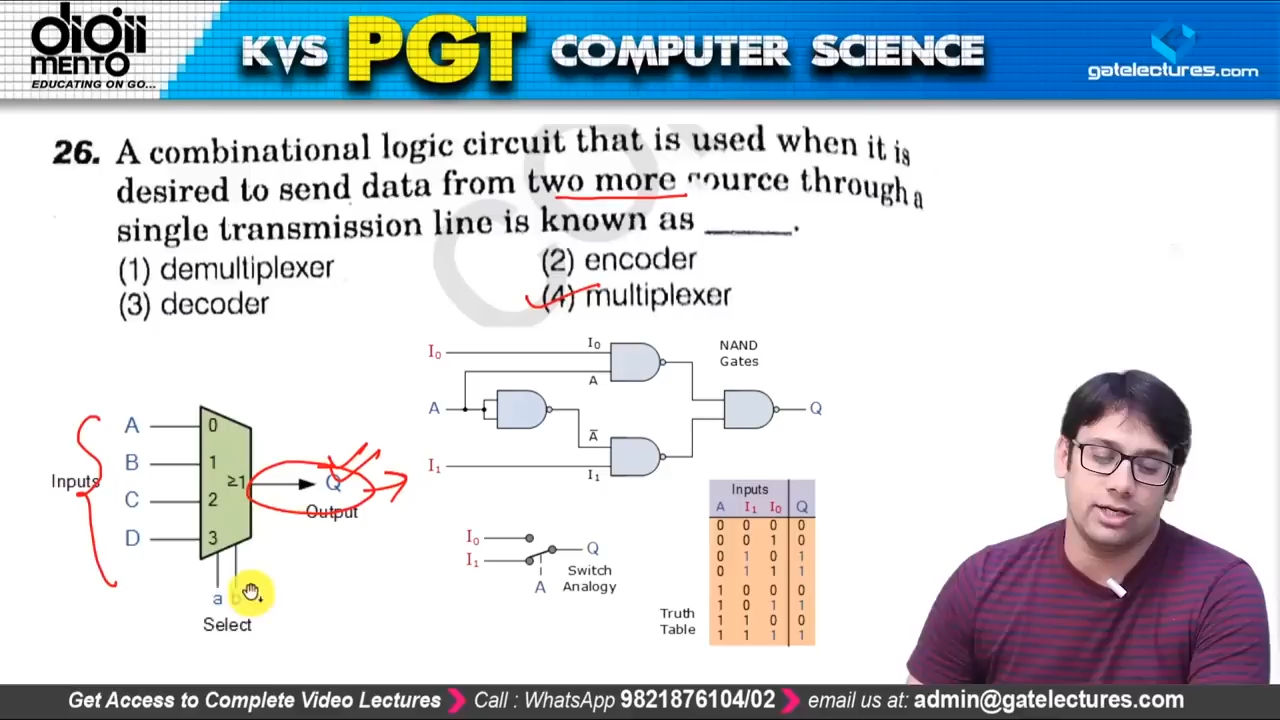 diqii
MENTO
EDUCATING ON GO...
KVS PGT COMPUTER SCIENCE
gatelectures.com
26. A combinational logic circuit that is used when it is
desired to send data from two more source through a
single transmission line is known as _____.
(1) demultiplexer (2) encoder
(3) decoder (4) multiplexer
I₀ I₀ NAND
Gates
A
A Q
Ā
I₁ I₁
A 0
B 1
Inputs ≥1 Q
C 2 Output
D 3
a
Select
I₀
I₁ Q
Switch
A Analogy
Inputs
A I₁ I₀ Q
0 0 0 0
0 0 1 0
0 1 0 1
0 1 1 1
1 0 0 0
1 0 1 1
1 1 0 0
1 1 1 1
Truth
Table
Get Access to Complete Video Lectures Call : WhatsApp 9821876104/02 email us at: admin@gatelectures.com